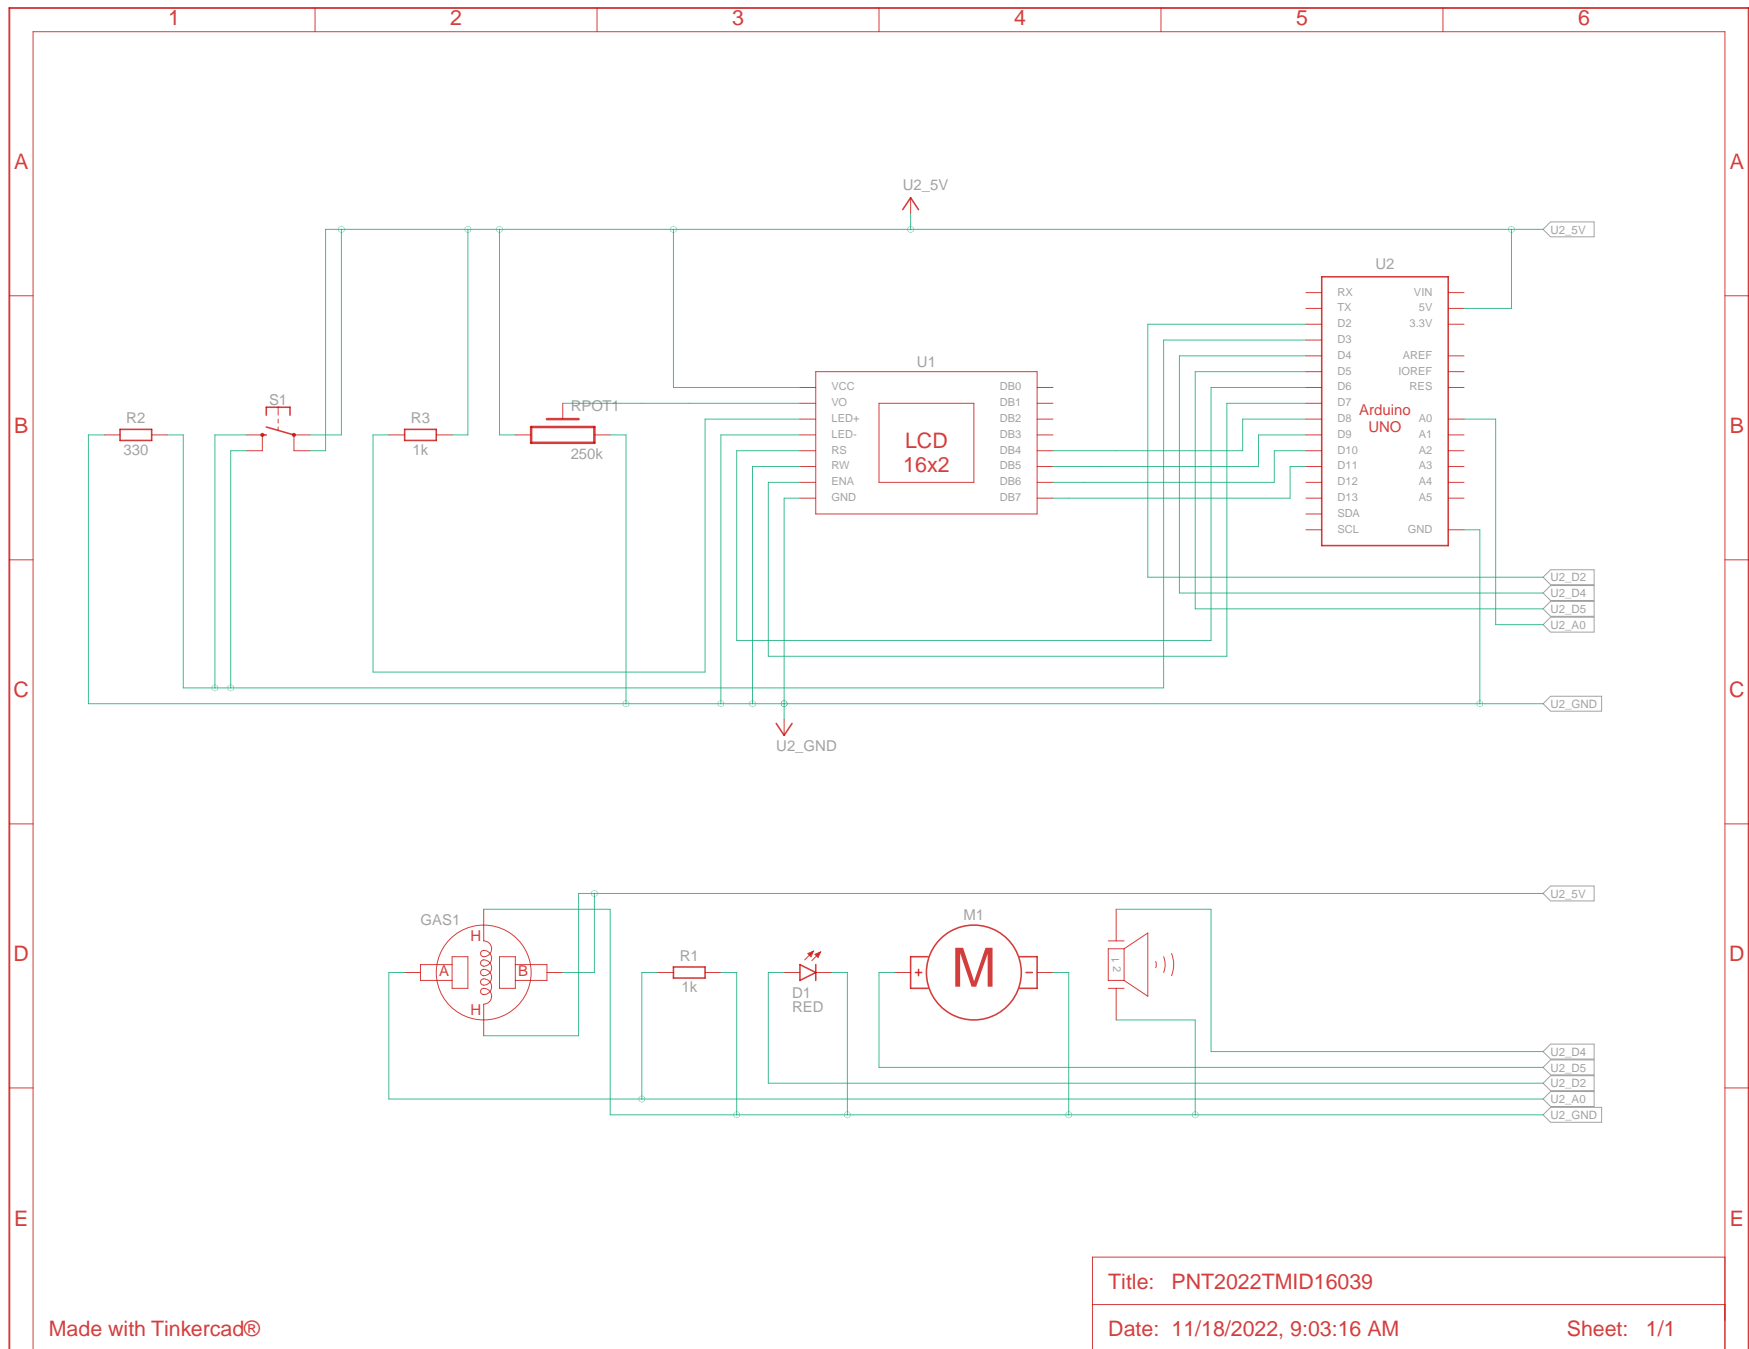 1 2 3 4 5 6
A A
U2_5V
U2_5V
U2
RX VIN
TX 5V
D2 3.3V
D3
D4 AREF
D5 IOREF
D6 RES
D7
Arduino
UNO
D8 A0
D9 A1
D10 A2
D11 A3
D12 A4
D13 A5
SDA
SCL GND
B B
R2
330
S1
R3
1k
RPOT1
250k
U1
VCC DB0
VO DB1
LED+ DB2
LED- DB3
RS DB4
RW DB5
ENA DB6
GND DB7
LCD
16x2
U2_D2
U2_D4
U2_D5
U2_A0
C C
U2_GND
U2_GND
U2_5V
D D
GAS1
H
A B
H
R1
1k
D1
RED
M1
+ M -
1 2
U2_D4
U2_D5
U2_D2
U2_A0
U2_GND
E E
Title: PNT2022TMID16039
Made with Tinkercad®
Date: 11/18/2022, 9:03:16 AM Sheet: 1/1